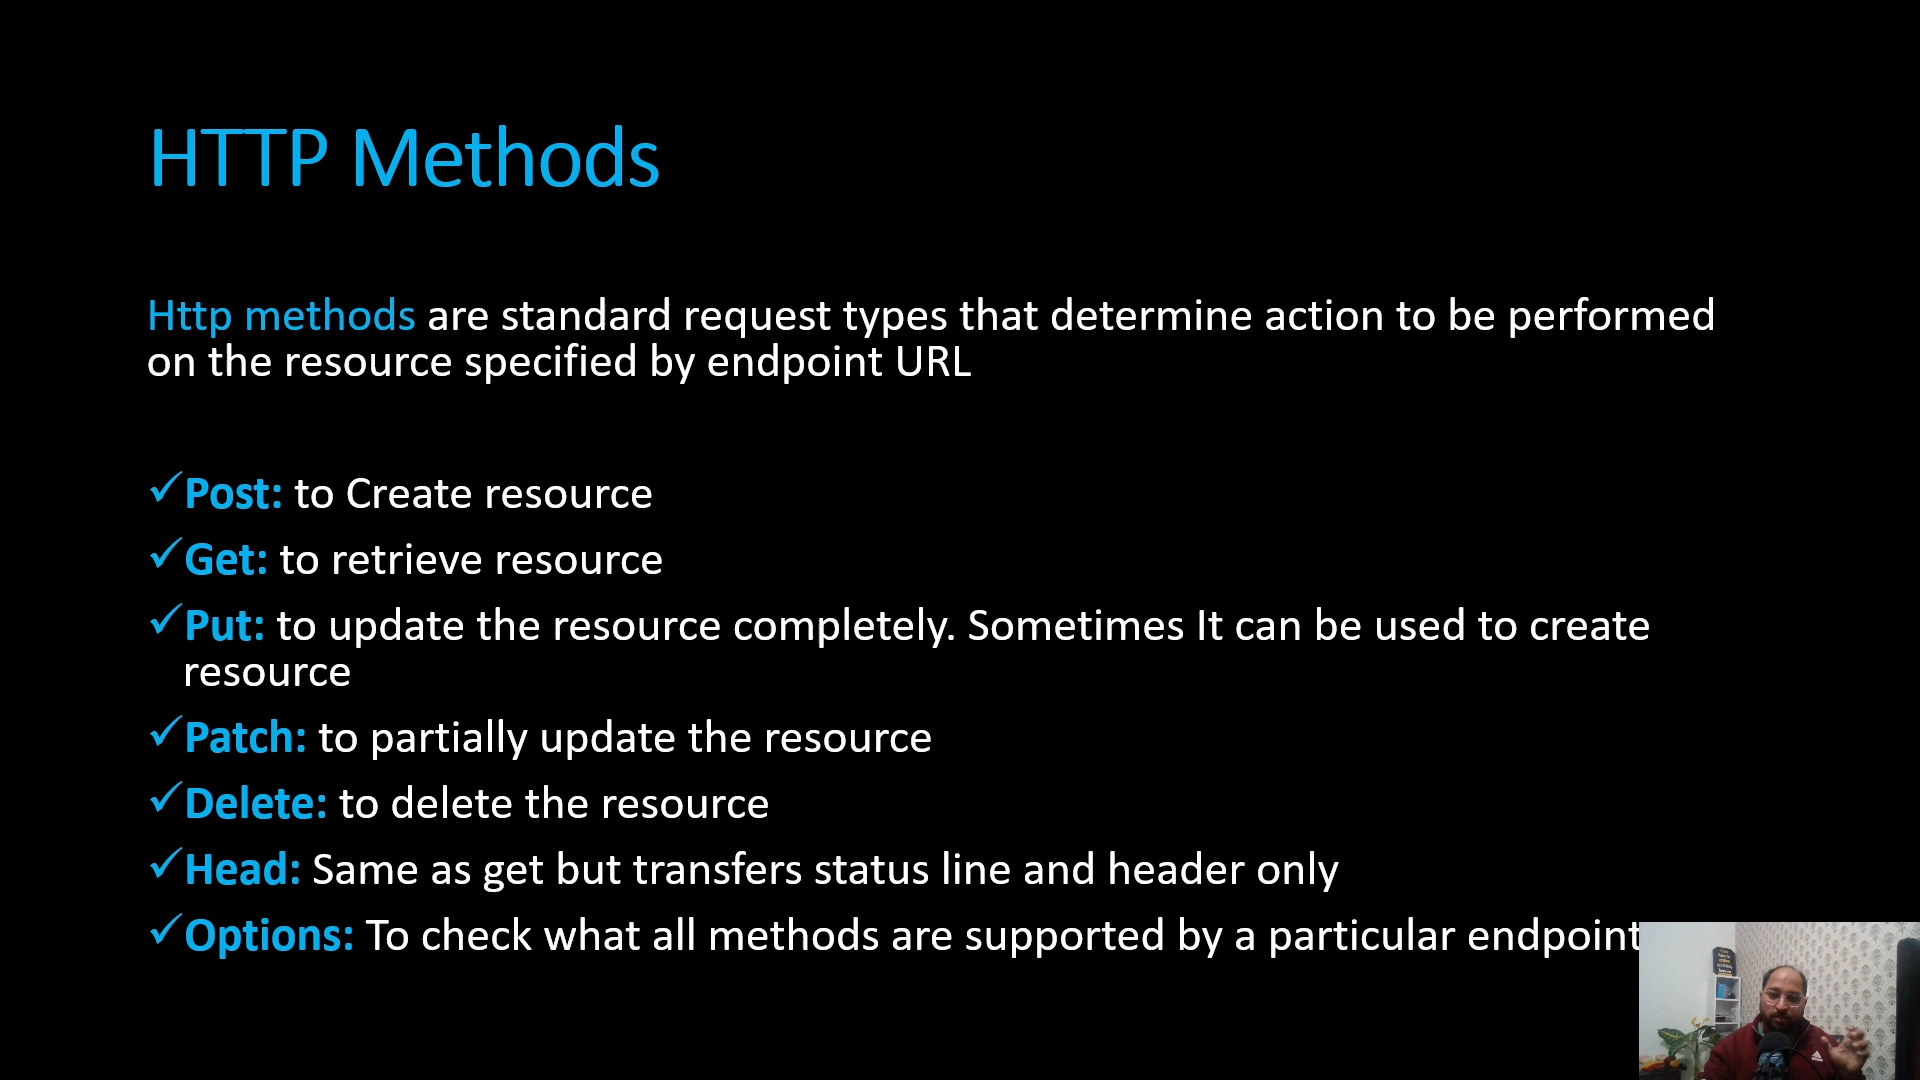 HTTP Methods
Http methods are standard request types that determine action to be performed
on the resource specified by endpoint URL
✓Post: to Create resource
✓Get: to retrieve resource
✓Put: to update the resource completely. Sometimes It can be used to create
resource
✓Patch: to partially update the resource
✓Delete: to delete the resource
✓Head: Same as get but transfers status line and header only
✓Options: To check what all methods are supported by a particular endpoint